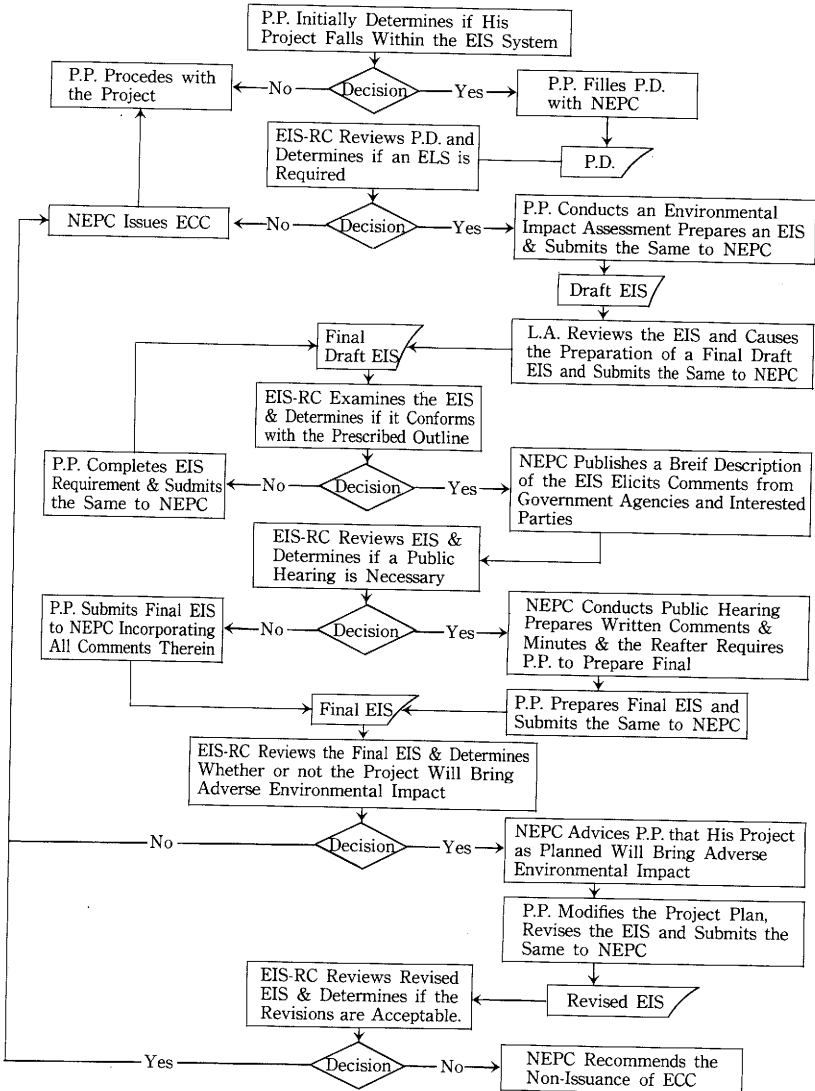 P.P. Initially Determines if His
Project Falls Within the EIS System
P.P. Procedes with
the Project
No
Decision
Yes
P.P. Filles P.D.
with NEPC
EIS-RC Reviews P.D. and
Determines if an ELS is
Required
P.D.
NEPC Issues ECC
No
Decision
Yes
P.P. Conducts an Environmental
Impact Assessment Prepares an EIS
& Submits the Same to NEPC
Draft EIS
Final
Draft EIS
L.A. Reviews the EIS and Causes
the Preparation of a Final Draft
EIS and Submits the Same to NEPC
EIS-RC Examines the EIS
& Determines if it Conforms
with the Prescribed Outline
P.P. Completes EIS
Requirement & Sudmits
the Same to NEPC
No
Decision
Yes
NEPC Publishes a Breif Description
of the EIS Elicits Comments from
Government Agencies and Interested
Parties
EIS-RC Reviews EIS &
Determines if a Public
Hearing is Necessary
P.P. Submits Final EIS
to NEPC Incorporating
All Comments Therein
No
Decision
Yes
NEPC Conducts Public Hearing
Prepares Written Comments &
Minutes & the Reafter Requires
P.P. to Prepare Final
Final EIS
P.P. Prepares Final EIS and
Submits the Same to NEPC
EIS-RC Reviews the Final EIS & Determines
Whether or not the Project Will Bring
Adverse Environmental Impact
No
Decision
Yes
NEPC Advices P.P. that His Project
as Planned Will Bring Adverse
Environmental Impact
P.P. Modifies the Project Plan,
Revises the EIS and Submits the
Same to NEPC
EIS-RC Reviews Revised
EIS & Determines if the
Revisions are Acceptable.
Revised EIS
Yes
Decision
No
NEPC Recommends the
Non-Issuance of ECC